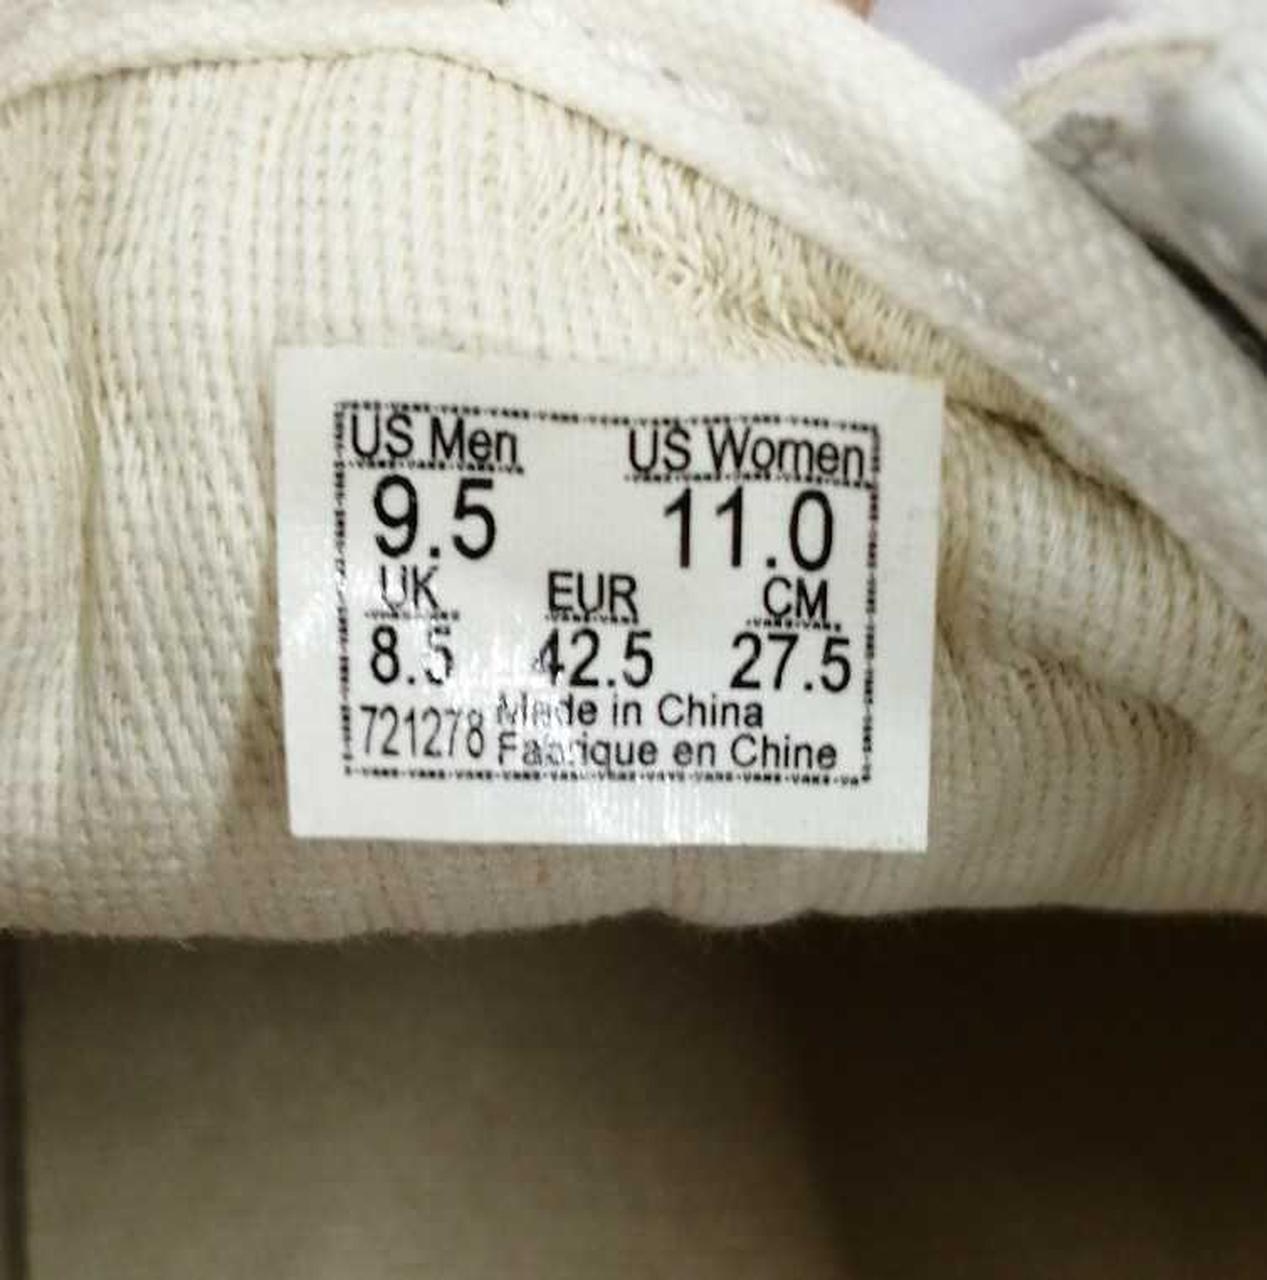 US Men US Women
9.5 11.0
UK EUR CM
8.5 42.5 27.5
721278 Made in China
Fabrique en Chine